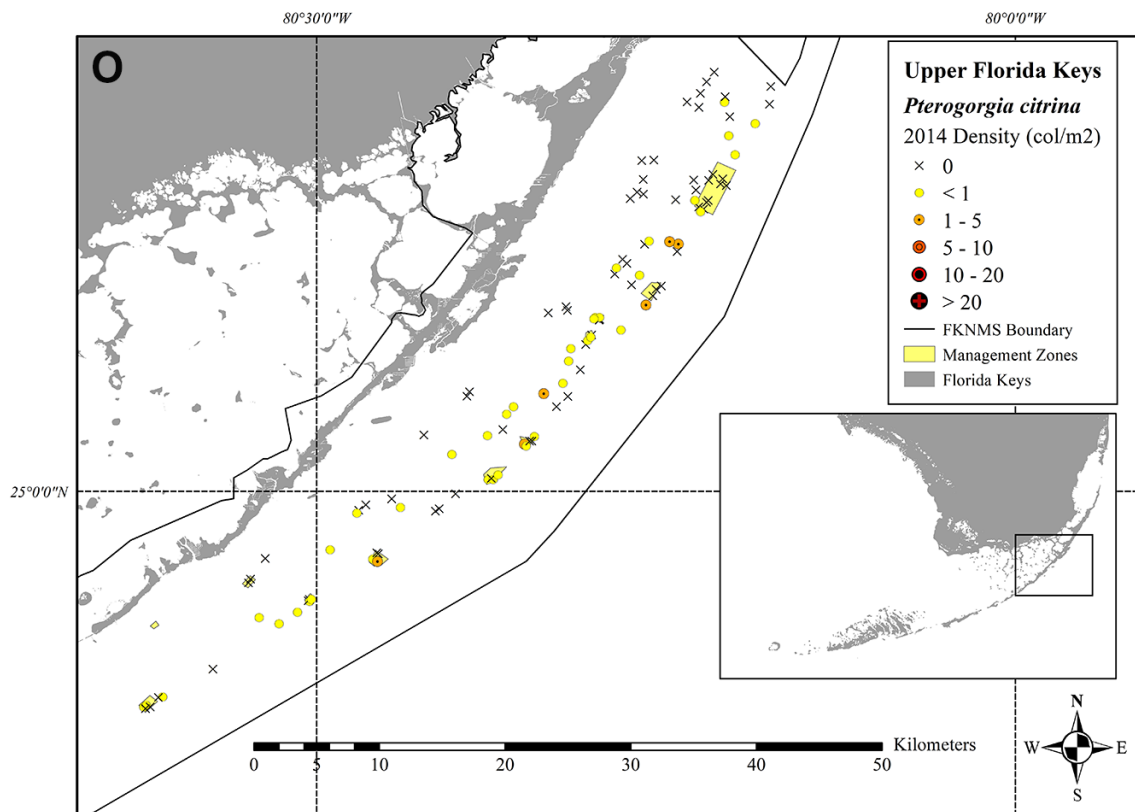 80°30'0"W
80°0'0"W
O
Upper Florida Keys
Pterogorgia citrina
2014 Density (col/m2)
0
< 1
1 - 5
5 - 10
10 - 20
> 20
FKNMS Boundary
Management Zones
Florida Keys
25°0'0"N
Kilometers
0 5 10 20 30 40 50
N
W E
S